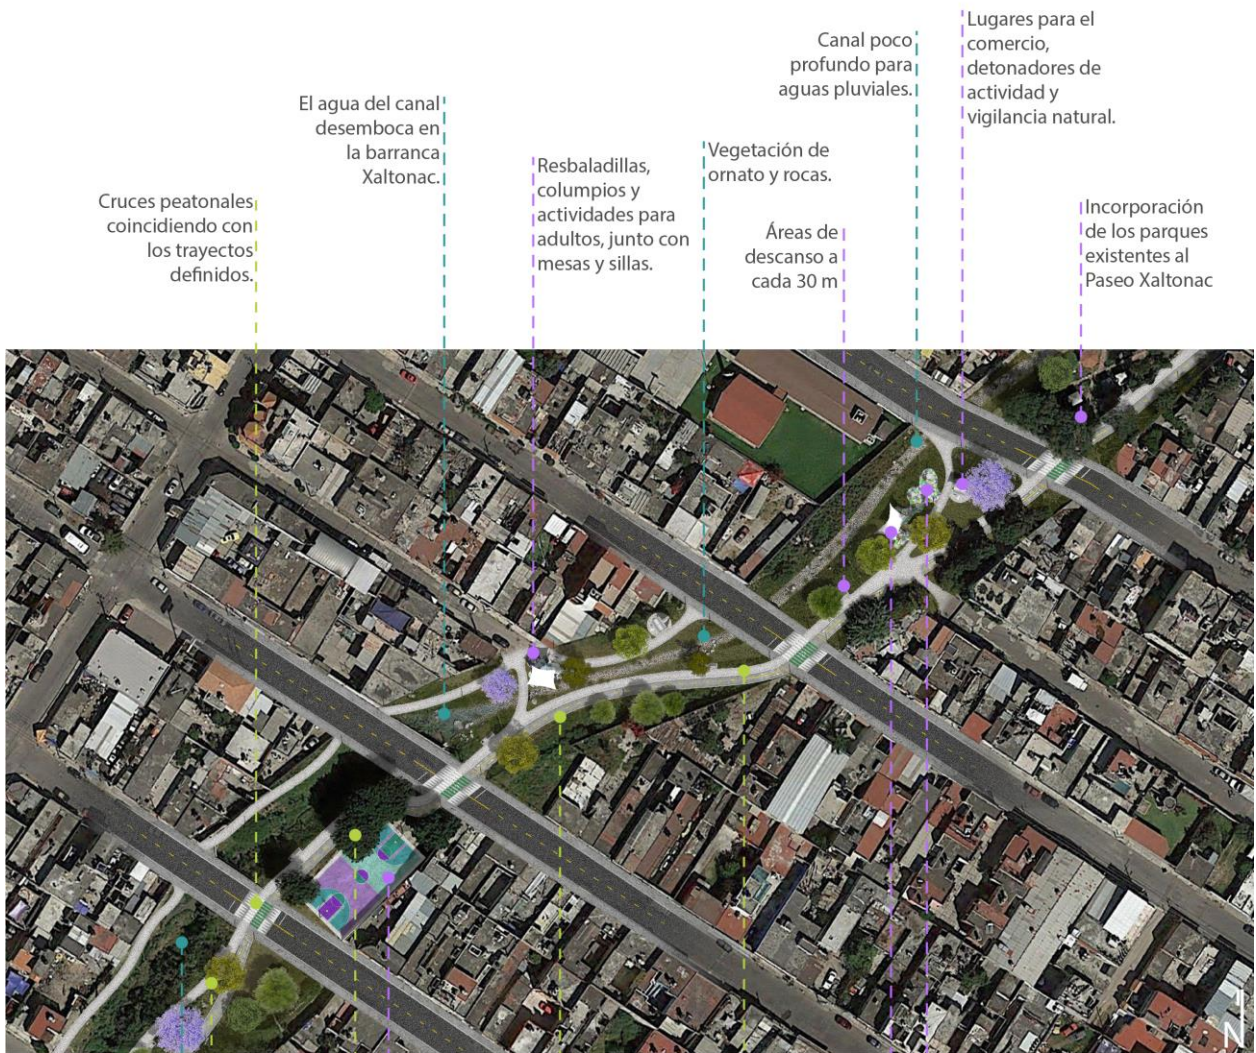 Cruces peatonales
coincidiendo con
los trayectos
definidos.
El agua del canal
desemboca en
la barranca
Xaltonac.
Resbaladillas,
columpios y
actividades para
adultos, junto con
mesas y sillas.
Vegetación de
ornato y rocas.
Áreas de
descanso a
cada 30 m
Canal poco
profundo para
aguas pluviales.
Lugares para el
comercio,
detonadores de
actividad y
vigilancia natural.
Incorporación
de los parques
existentes al
Paseo Xaltonac
N